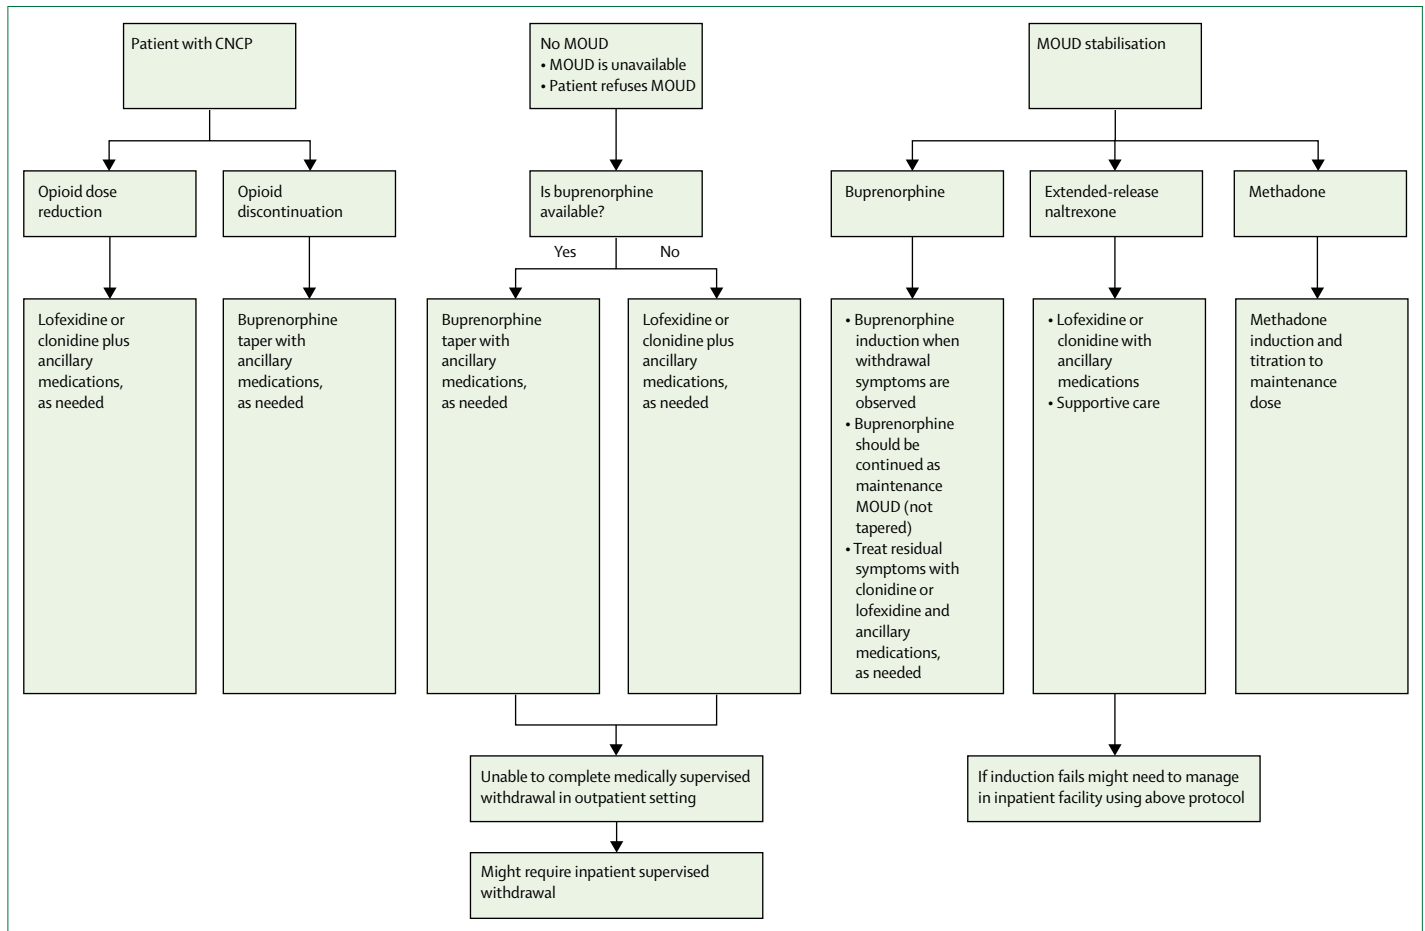 Patient with CNCP
No MOUD
• MOUD is unavailable
• Patient refuses MOUD
MOUD stabilisation
Opioid dose
reduction
Opioid
discontinuation
Is buprenorphine
available?
Buprenorphine
Extended-release
naltrexone
Methadone
Yes
No
Lofexidine or
clonidine plus
ancillary
medications,
as needed
Buprenorphine
taper with
ancillary
medications,
as needed
Buprenorphine
taper with
ancillary
medications,
as needed
Lofexidine or
clonidine plus
ancillary
medications,
as needed
• Buprenorphine
induction when
withdrawal
symptoms are
observed
• Buprenorphine
should be
continued as
maintenance
MOUD (not
tapered)
• Treat residual
symptoms with
clonidine or
lofexidine and
ancillary
medications,
as needed
• Lofexidine or
clonidine with
ancillary
medications
• Supportive care
Methadone
induction and
titration to
maintenance
dose
Unable to complete medically supervised
withdrawal in outpatient setting
If induction fails might need to manage
in inpatient facility using above protocol
Might require inpatient supervised
withdrawal